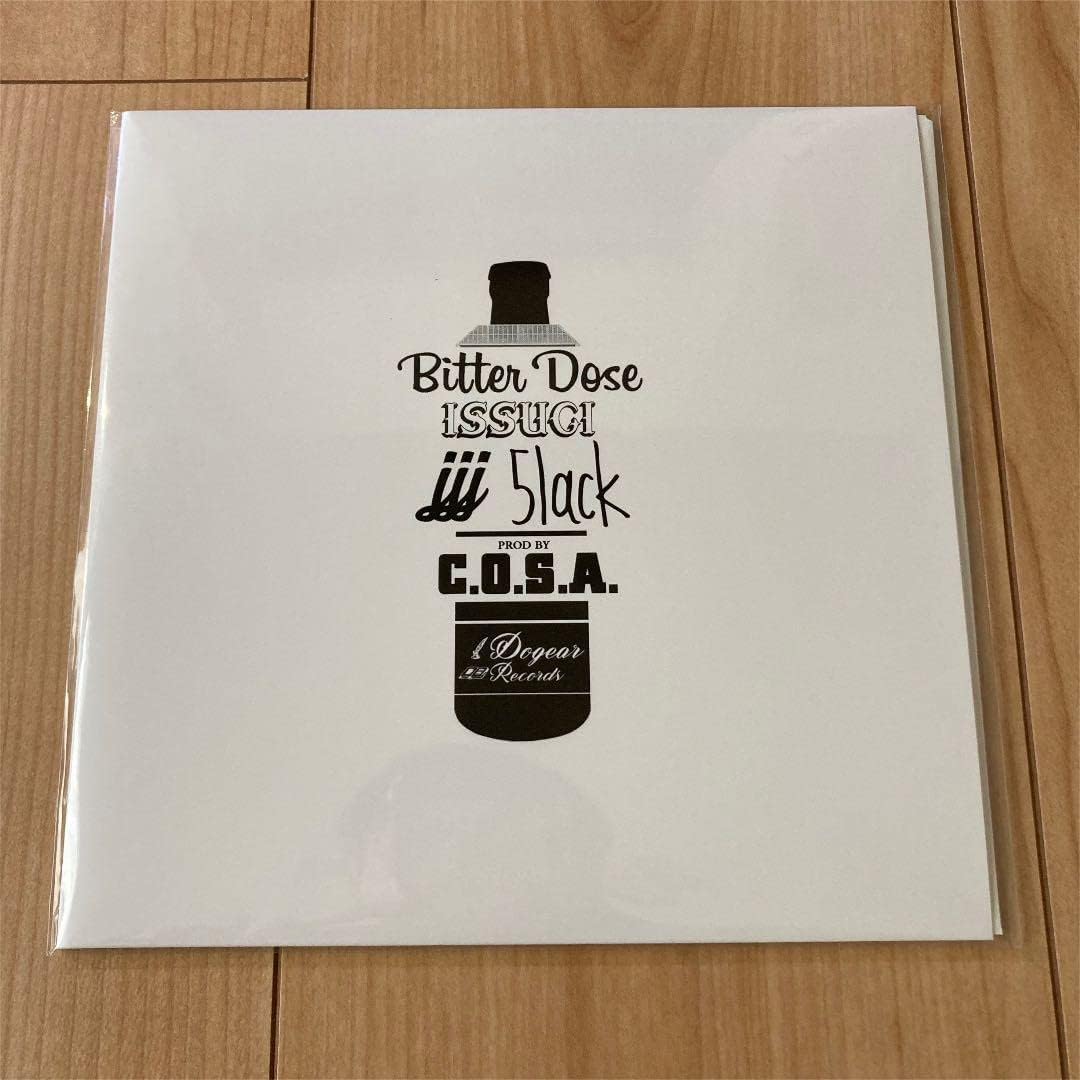 Bitter Dose
ISSUGI
jjj 5lack
PROD BY
C.O.S.A.
Dogear
Records